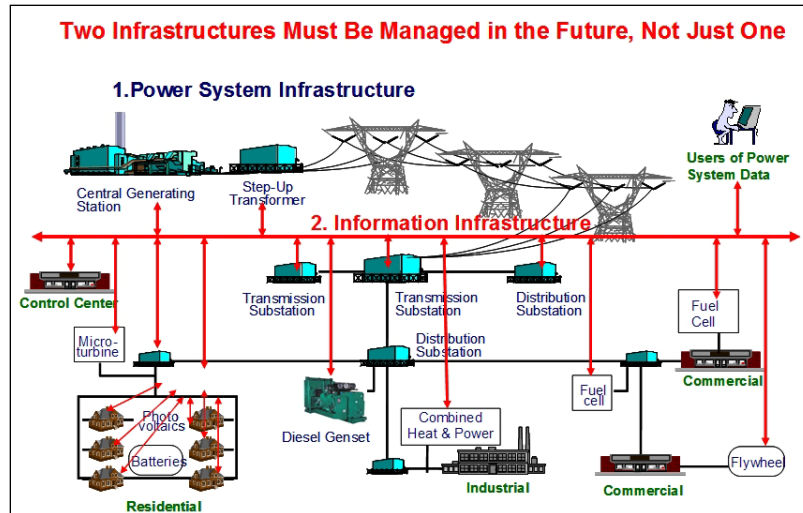 Two Infrastructures Must Be Managed in the Future, Not Just One
1.Power System Infrastructure
Users of Power
System Data
Central Generating
Station
Step-Up
Transformer
2. Information Infrastructure
Control Center
Transmission
Substation
Transmission
Substation
Distribution
Substation
Fuel
Cell
Micro-
turbine
Distribution
Substation
Commercial
Fuel
cell
Photo
voltaics
Diesel Genset
Combined
Heat & Power
Batteries
Flywheel
Industrial
Commercial
Residential